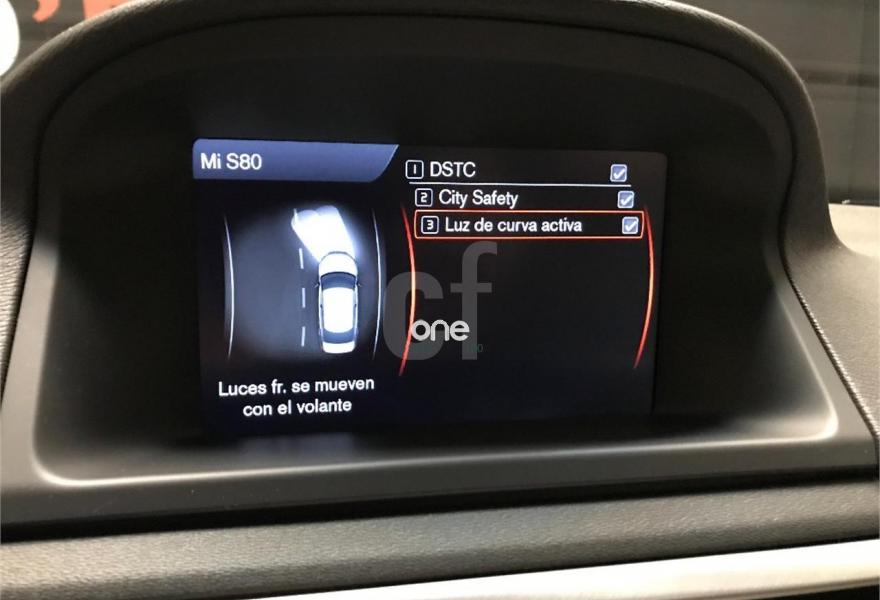 Mi S80
1 DSTC
2 City Safety
3 Luz de curva activa
Luces fr. se mueven
con el volante
cf
one